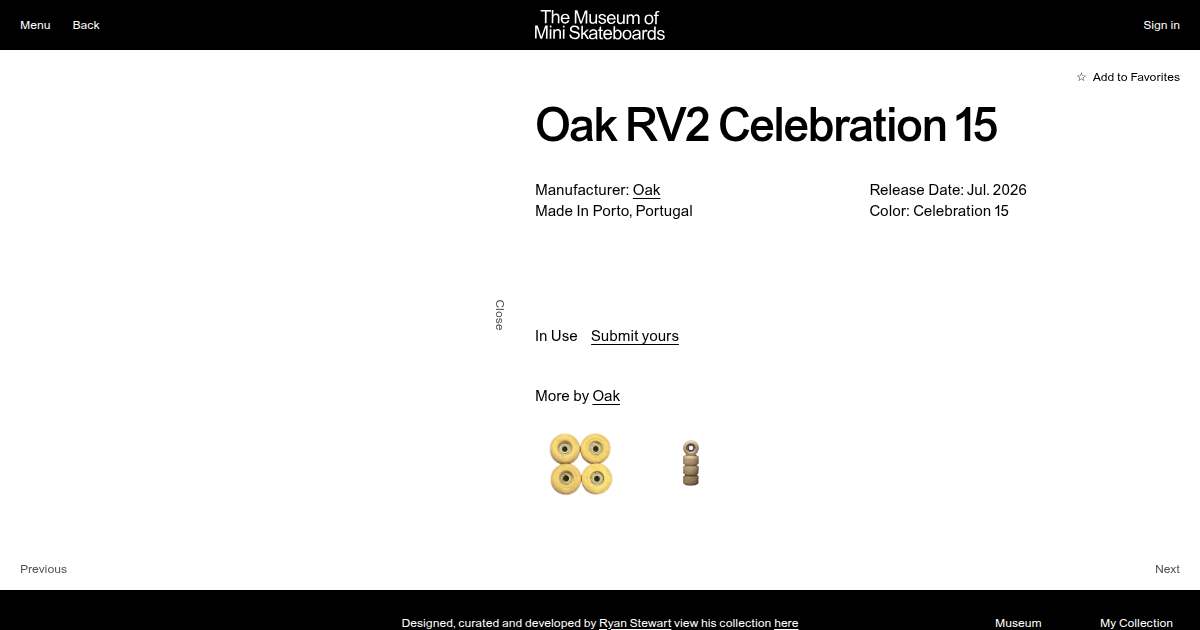 Menu
Back
The Museum of
Mini Skateboards
Sign in
☆ Add to Favorites
Oak RV2 Celebration 15
Manufacturer: Oak
Made In Porto, Portugal
Release Date: Jul. 2026
Color: Celebration 15
Close
In Use
Submit yours
More by Oak
Previous
Next
Designed, curated and developed by Ryan Stewart view his collection here
Museum
My Collection